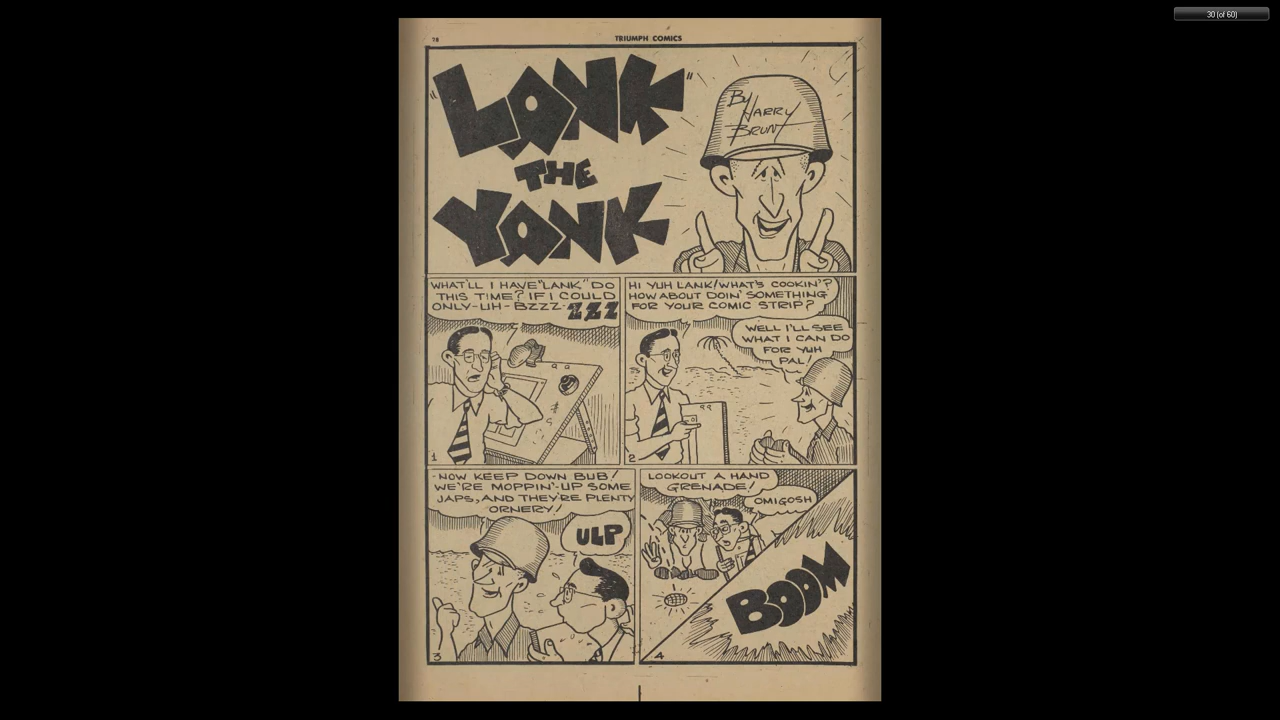 30 (of 60)
78
TRIUMPH COMICS
"LANK"
THE
YANK
By
HARRY
BRUNT
WHAT'LL I HAVE "LANK" DO
THIS TIME? IF I COULD
ONLY-UH-BZZZ-ZZZ
1
HI YUH LANK! WHAT'S COOKIN'?
HOW ABOUT DOIN' SOMETHING
FOR YOUR COMIC STRIP?
WELL I'LL SEE
WHAT I CAN DO
FOR YUH
PAL!
2
-NOW KEEP DOWN BUB!
WE'RE MOPPIN'-UP SOME
JAPS, AND THEY'RE PLENTY
ORNERY!
ULP
3
LOOKOUT A HAND
GRENADE!
OMIGOSH
BOOM
4